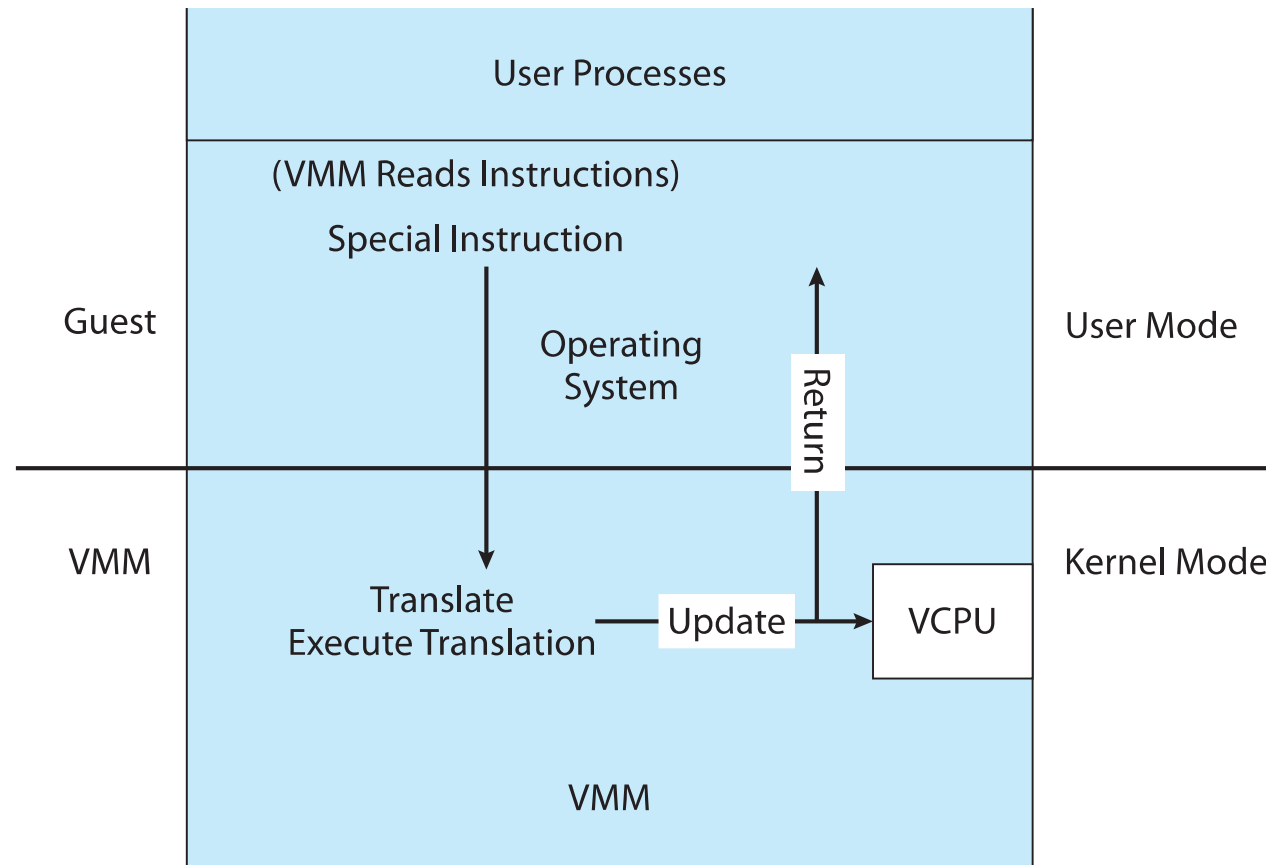 User Processes
(VMM Reads Instructions)
Special Instruction
Guest
User Mode
Operating
System
Return
VMM
Kernel Mode
Translate
Execute Translation
Update
VCPU
VMM